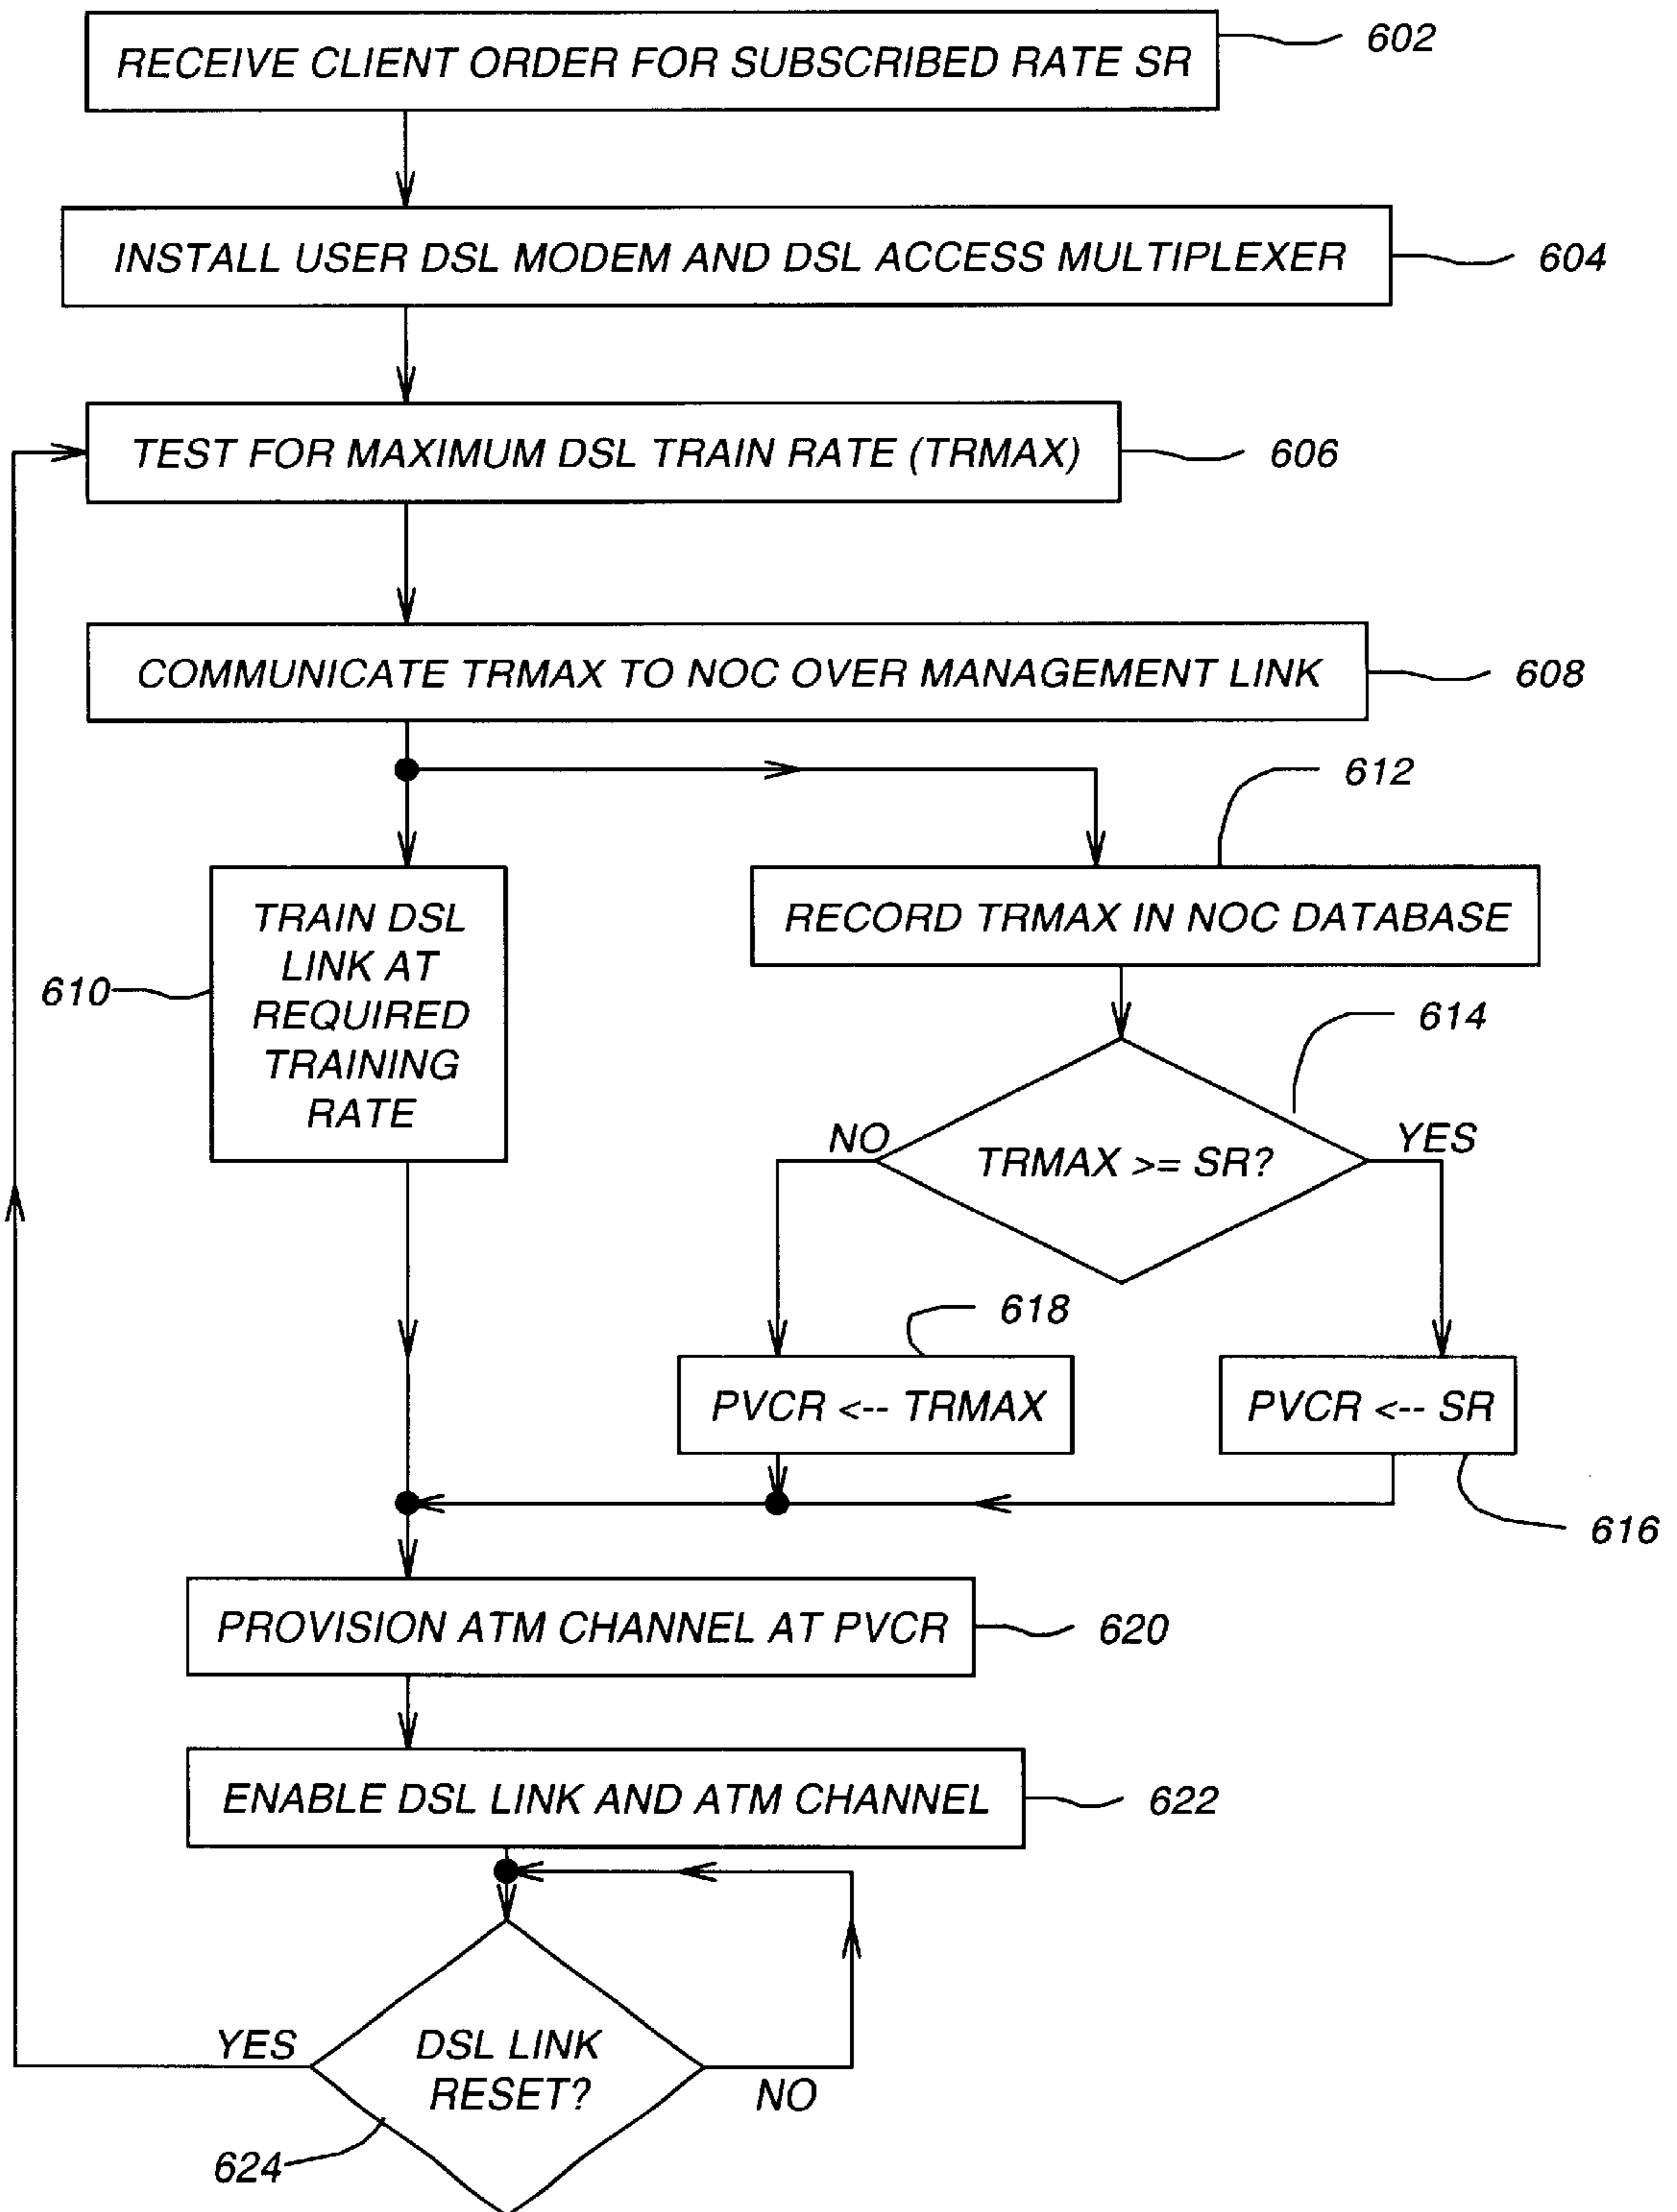 RECEIVE CLIENT ORDER FOR SUBSCRIBED RATE SR
602
INSTALL USER DSL MODEM AND DSL ACCESS MULTIPLEXER
604
TEST FOR MAXIMUM DSL TRAIN RATE (TRMAX)
606
COMMUNICATE TRMAX TO NOC OVER MANAGEMENT LINK
608
612
TRAIN DSL
LINK AT
REQUIRED
TRAINING
RATE
610
RECORD TRMAX IN NOC DATABASE
614
NO
TRMAX >= SR?
YES
618
PVCR <-- TRMAX
PVCR <-- SR
616
PROVISION ATM CHANNEL AT PVCR
620
ENABLE DSL LINK AND ATM CHANNEL
622
YES
DSL LINK
RESET?
NO
624